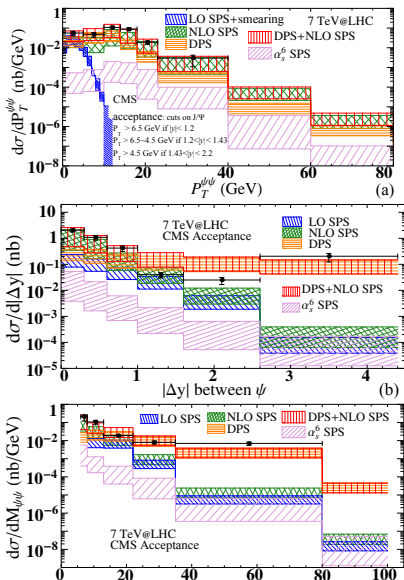 dσ/dP_T^ψψ (nb/GeV)
10^2
1
10^-2
10^-4
10^-6
10^-8
LO SPS+smearing
NLO SPS
DPS
7 TeV@LHC
DPS+NLO SPS
α_s^6 SPS
CMS
acceptance: cuts on J/Ψ
P_T > 6.5 GeV if |y|< 1.2
P_T > 6.5−4.5 GeV if 1.2<|y|< 1.43
P_T > 4.5 GeV if 1.43<|y|< 2.2
0 20 40 60 80
P_T^ψψ (GeV) (a)
dσ/d|Δy| (nb)
10^4
10^3
10^2
10
1
10^-1
10^-2
10^-3
10^-4
10^-5
7 TeV@LHC
CMS Acceptance
LO SPS
NLO SPS
DPS
DPS+NLO SPS
α_s^6 SPS
0 1 2 3 4
|Δy| between ψ (b)
dσ/dM_ψψ (nb/GeV)
1
10^-2
10^-4
10^-6
10^-8
LO SPS
NLO SPS
DPS
DPS+NLO SPS
α_s^6 SPS
7 TeV@LHC
CMS Acceptance
0 20 40 60 80 100